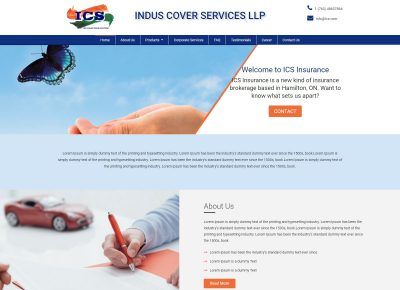 ICS
INDUS COVER SERVICES LLP
info@ics.com
Home About Us Products Corporate Services FAQ Testimonials Career Contact Us
Welcome to ICS Insurance
ICS Insurance is a new kind of insurance
brokerage based in Hamilton, ON. Want to
know what sets us apart?
CONTACT
Lorem Ipsum is simply dummy text of the printing and typesetting industry. Lorem Ipsum has been the industry's standard dummy text ever since the 1500s, book. Lorem Ipsum is simply dummy text
of the printing and typesetting industry. Lorem Ipsum has been the industry's standard dummy text ever since the 1500s, book.Lorem Ipsum is simply dummy text of the printing
and typesetting industry. Lorem Ipsum has been the industry's standard dummy text ever since the 1500s, book.
About Us
Lorem Ipsum is simply dummy text of the printing and typesetting industry.
Lorem Ipsum has been the industry's standard dummy text ever since the
1500s, book.Lorem Ipsum is simply dummy text of the printing and
typesetting industry. Lorem Ipsum has been the industry's standard dummy
text ever since the 1500s, book.
Lorem Ipsum has been the industry's standard dummy text ever
Lorem Ipsum is a Dummy Text
Lorem Ipsum is a Dummy Text
Read More